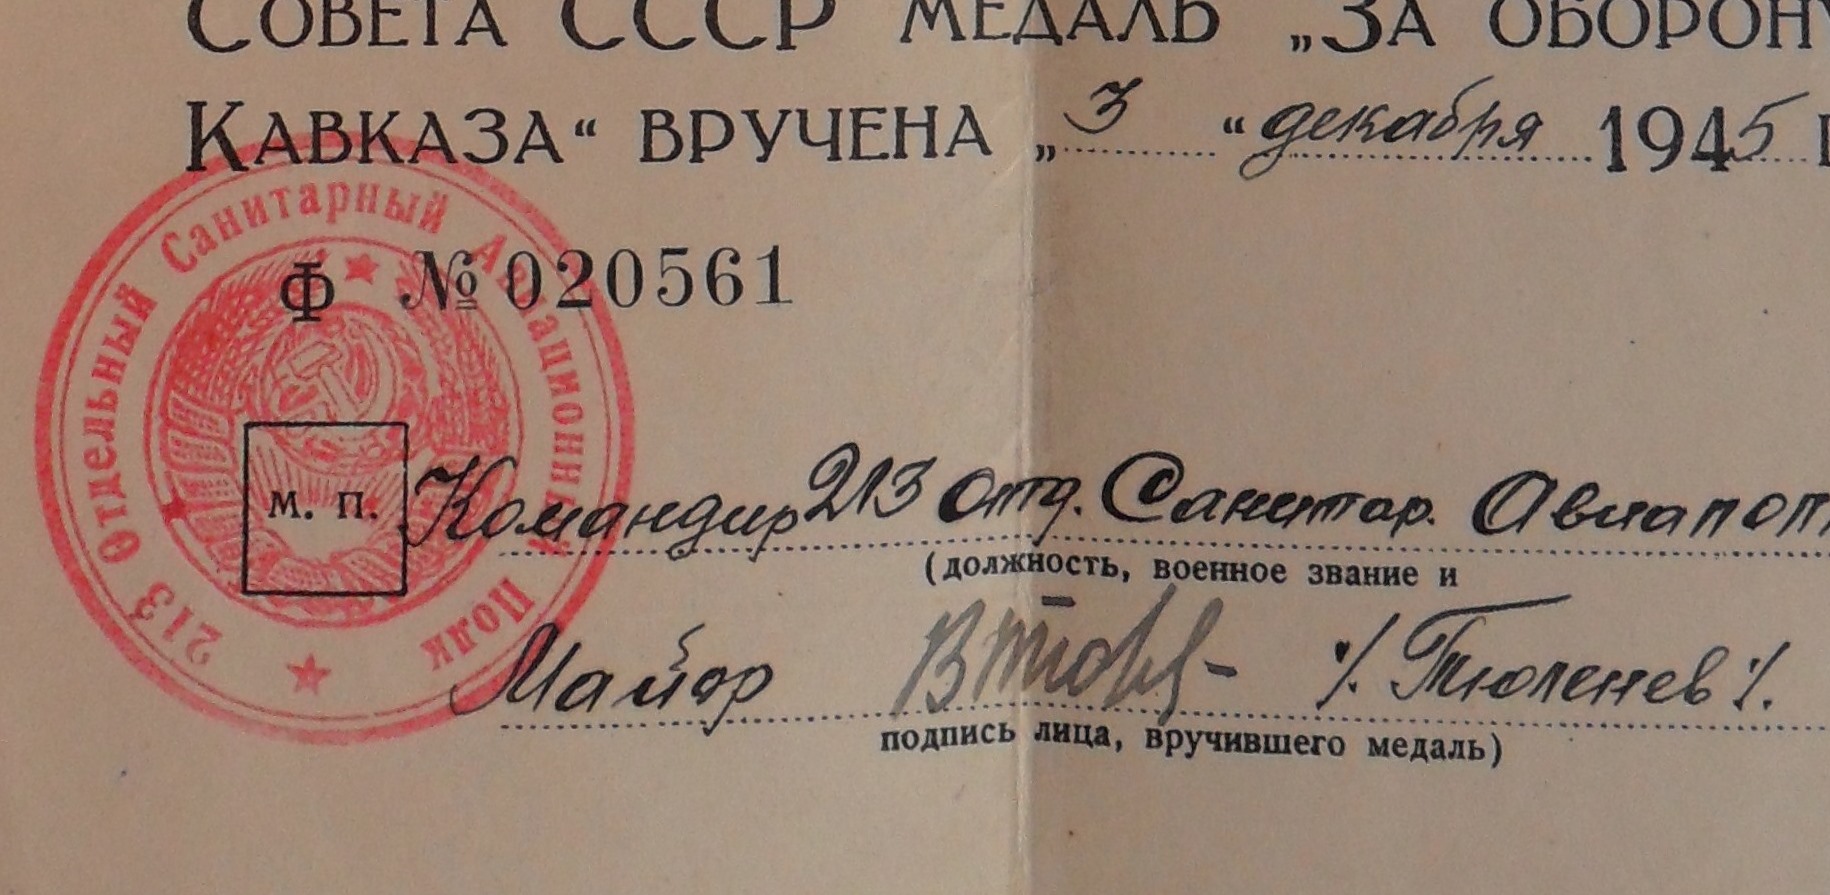 СОВЕТА СССР МЕДАЛЬ „ЗА ОБОРОНУ
КАВКАЗА“ ВРУЧЕНА „3 “ декабря 1945 г
213 Отдельный Санитарный Авиационный Полк
Ф № 020561
М. П.
Командир 213 отд. Санитар. Авиапол
(должность, военное звание и
Майор /. Тюленев /.
подпись лица, вручившего медаль)